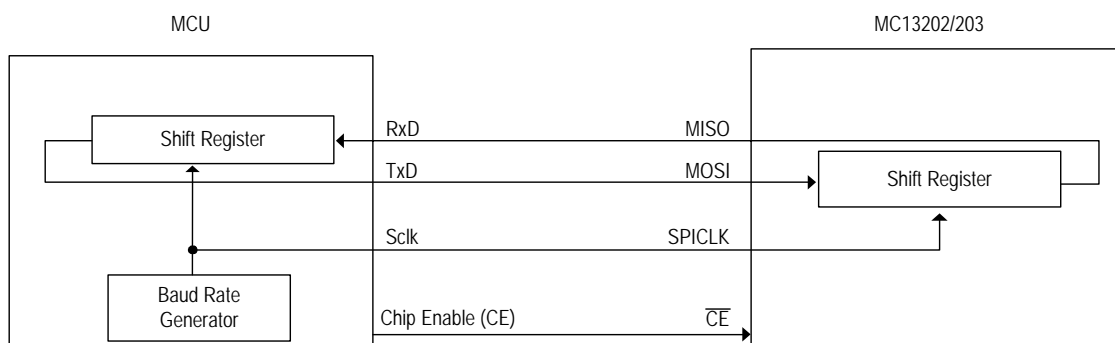 MCU
MC13202/203
Shift Register
RxD
MISO
TxD
MOSI
Shift Register
Sclk
SPICLK
Baud Rate
Generator
Chip Enable (CE)
CE